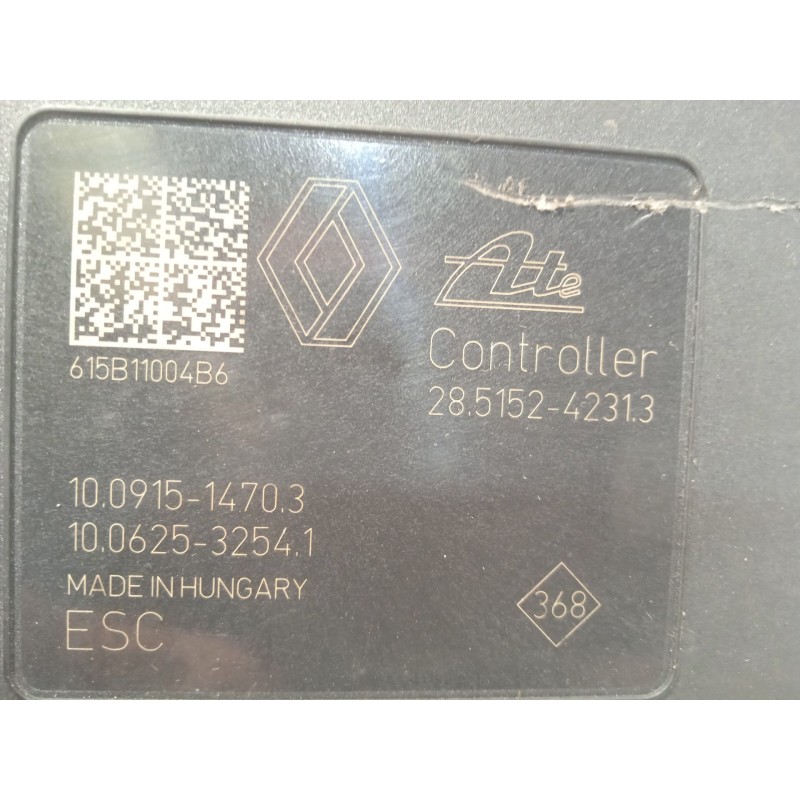 Ate
Controller
28.5152-4231.3
615B11004B6
10.0915-1470.3
10.0625-3254.1
MADE IN HUNGARY
ESC
368